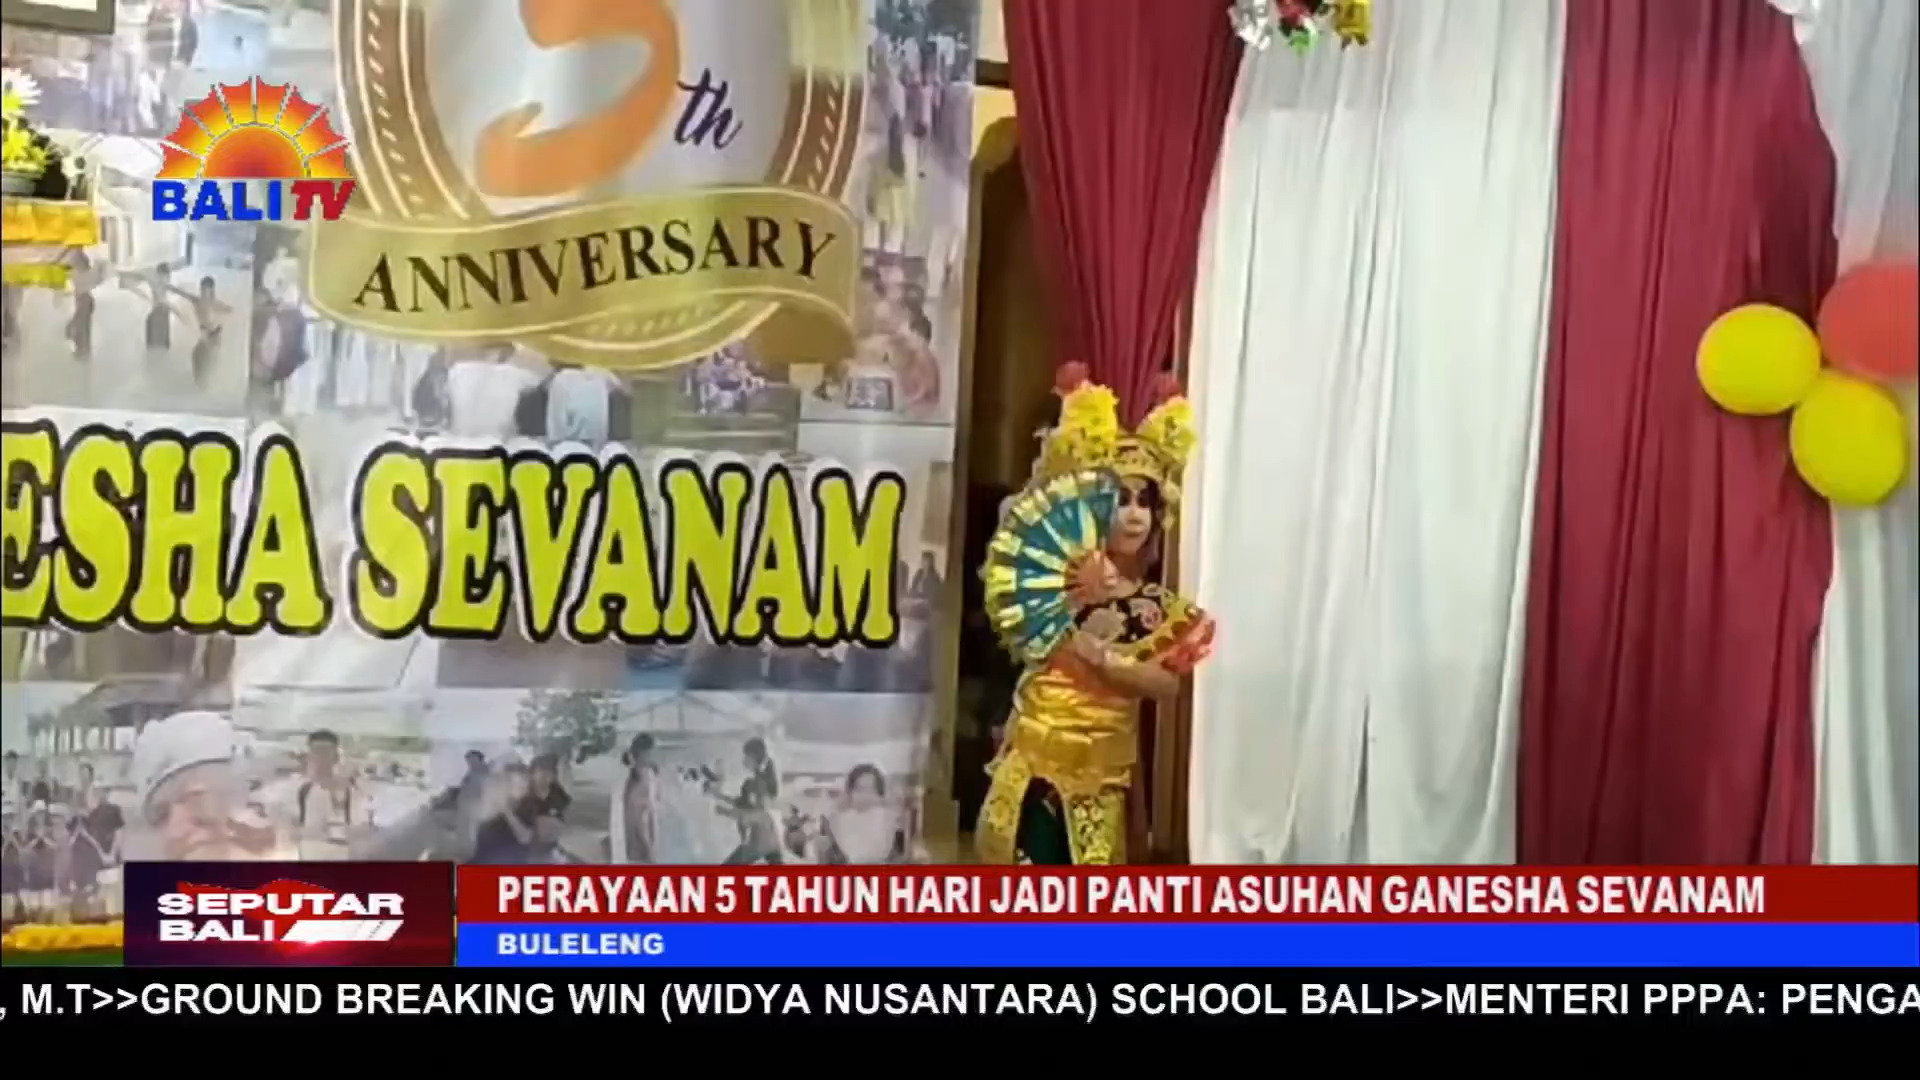 5th
ANNIVERSARY
BALI TV
ESHA SEVANAM
SEPUTAR
BALI
PERAYAAN 5 TAHUN HARI JADI PANTI ASUHAN GANESHA SEVANAM
BULELENG
, M.T>>GROUND BREAKING WIN (WIDYA NUSANTARA) SCHOOL BALI>>MENTERI PPPA: PENGA